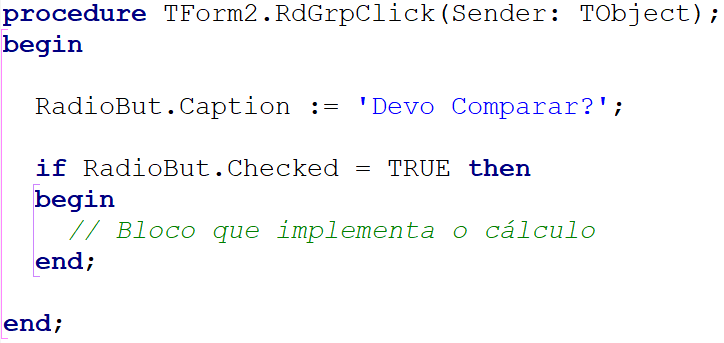 procedure TForm2.RdGrpClick(Sender: TObject);
begin
RadioBut.Caption := 'Devo Comparar?';
if RadioBut.Checked = TRUE then
begin
// Bloco que implementa o cálculo
end;
end;